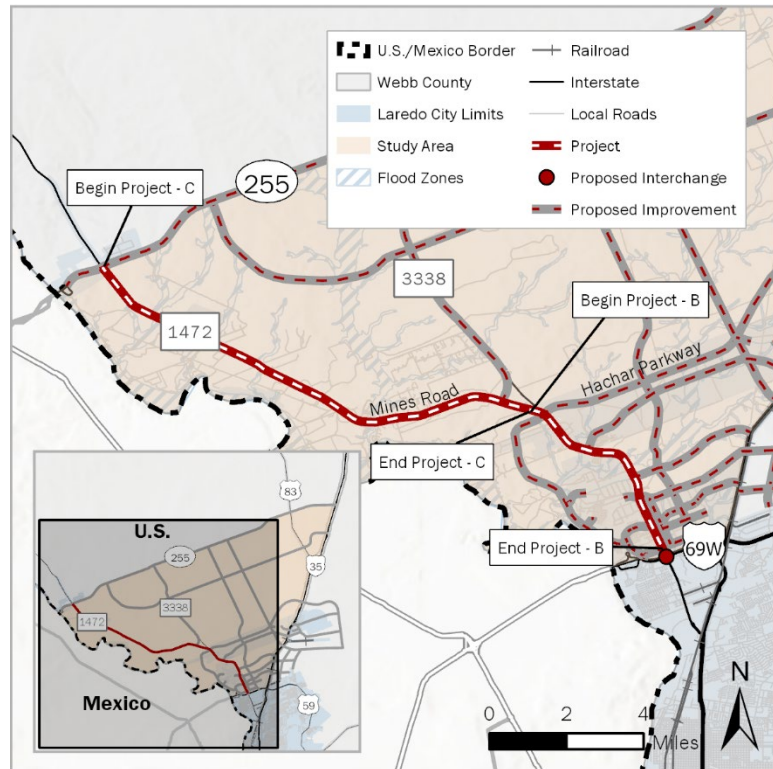 U.S./Mexico Border
Webb County
Laredo City Limits
Study Area
Flood Zones
Railroad
Interstate
Local Roads
Project
Proposed Interchange
Proposed Improvement
Begin Project - C
255
3338
Begin Project - B
1472
Hachar Parkway
Mines Road
End Project - C
End Project - B
69W
83
U.S.
255
35
3338
1472
Mexico
59
N
0 2 4
Miles